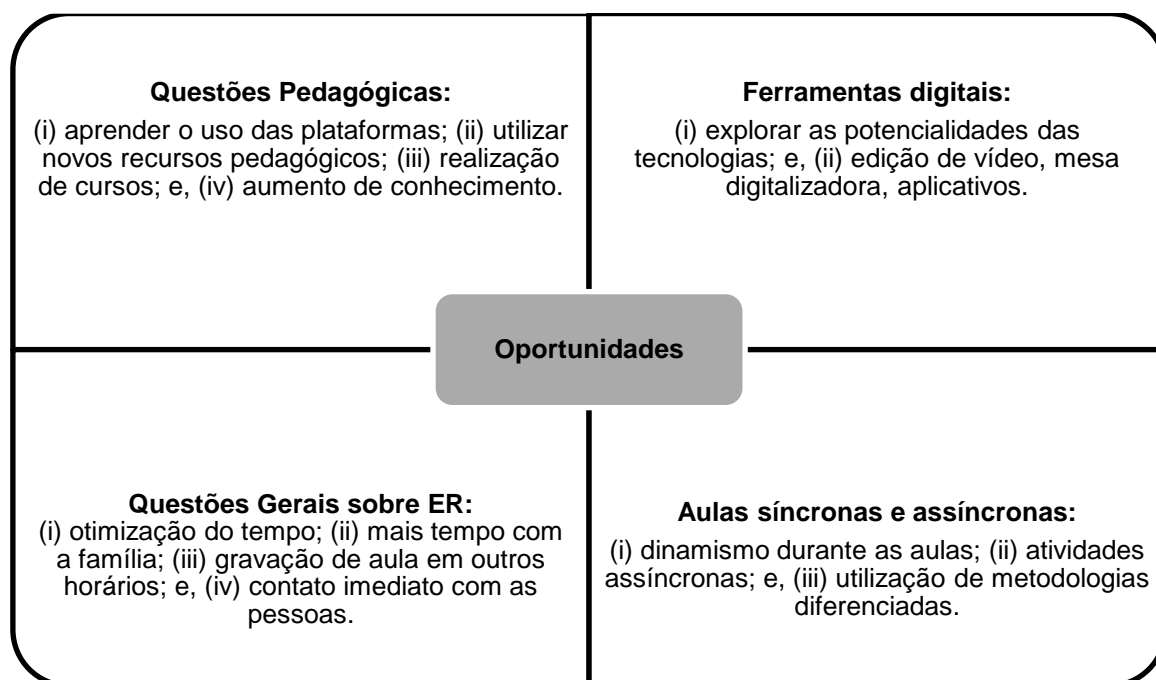 Questões Pedagógicas:
(i) aprender o uso das plataformas; (ii) utilizar
novos recursos pedagógicos; (iii) realização
de cursos; e, (iv) aumento de conhecimento.
Ferramentas digitais:
(i) explorar as potencialidades das
tecnologias; e, (ii) edição de vídeo, mesa
digitalizadora, aplicativos.
Oportunidades
Questões Gerais sobre ER:
(i) otimização do tempo; (ii) mais tempo com
a família; (iii) gravação de aula em outros
horários; e, (iv) contato imediato com as
pessoas.
Aulas síncronas e assíncronas:
(i) dinamismo durante as aulas; (ii) atividades
assíncronas; e, (iii) utilização de metodologias
diferenciadas.